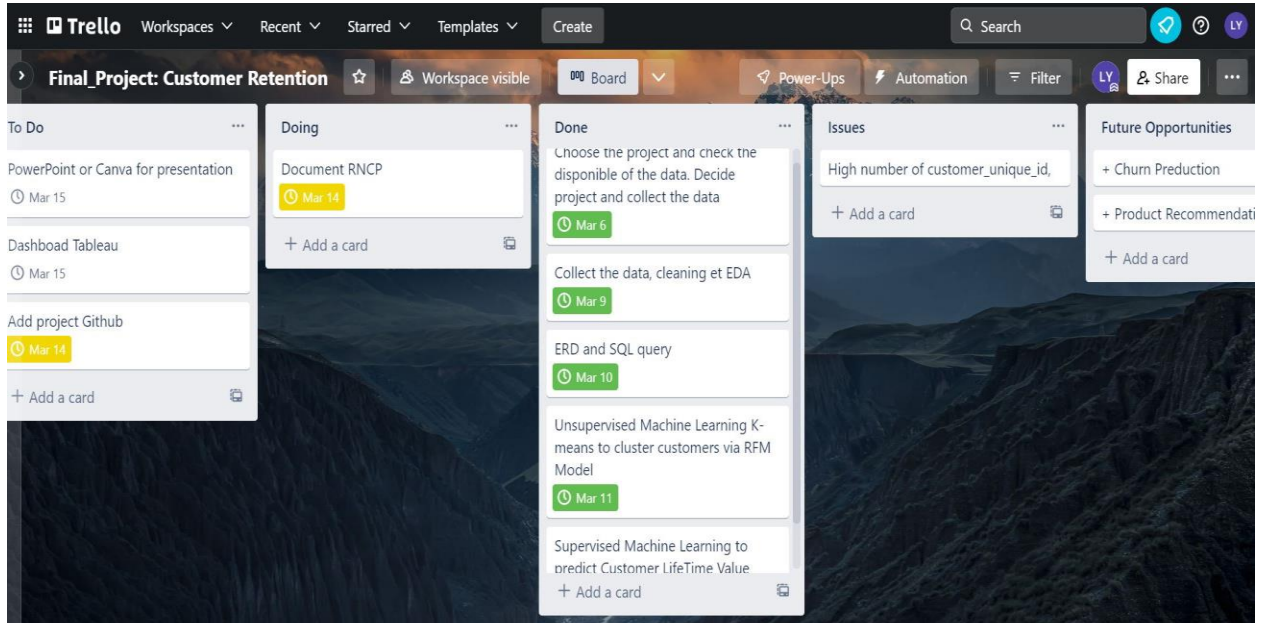 Trello Workspaces Recent Starred Templates Create Search LY
Final_Project: Customer Retention Workspace visible Board Power-Ups Automation Filter LY Share
To Do
PowerPoint or Canva for presentation
Mar 15
Dashboad Tableau
Mar 15
Add project Github
Mar 14
+ Add a card
Doing
Document RNCP
Mar 14
+ Add a card
Done
Choose the project and check the
disponible of the data. Decide
project and collect the data
Mar 6
Collect the data, cleaning et EDA
Mar 9
ERD and SQL query
Mar 10
Unsupervised Machine Learning K-
means to cluster customers via RFM
Model
Mar 11
Supervised Machine Learning to
predict Customer LifeTime Value
+ Add a card
Issues
High number of customer_unique_id,
+ Add a card
Future Opportunities
+ Churn Preduction
+ Product Recommendati
+ Add a card